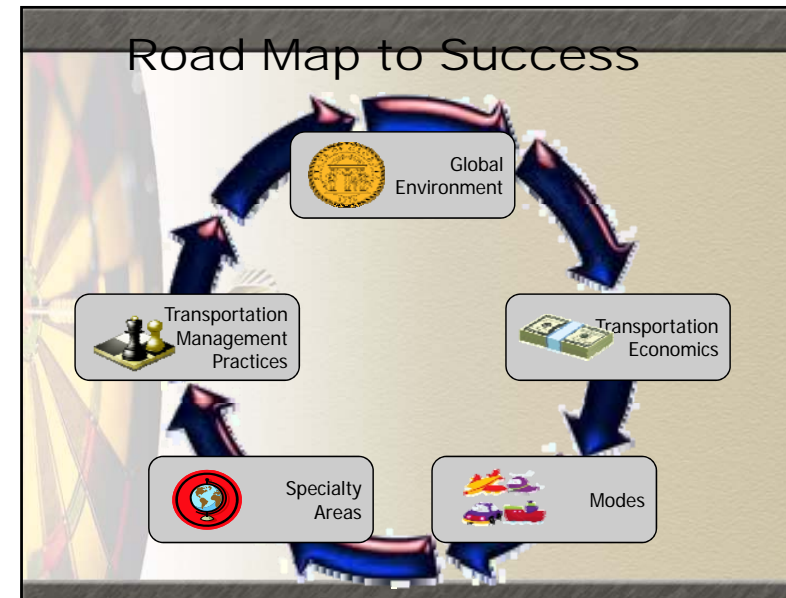 Road Map to Success
Global
Environment
Transportation
Economics
Modes
Specialty
Areas
Transportation
Management
Practices